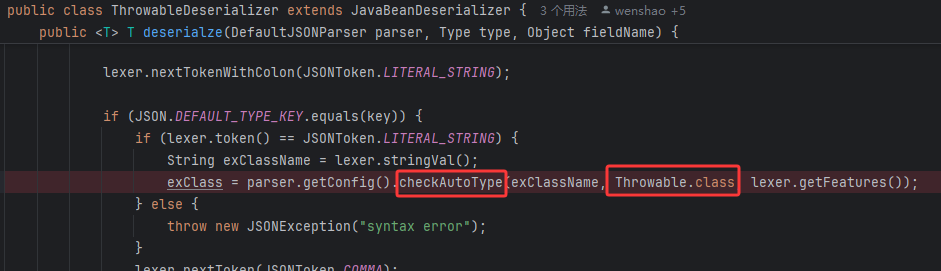 public class ThrowableDeserializer extends JavaBeanDeserializer {  3 个用法  wenshao +5
public <T> T deserialze(DefaultJSONParser parser, Type type, Object fieldName) {
lexer.nextTokenWithColon(JSONToken.LITERAL_STRING);
if (JSON.DEFAULT_TYPE_KEY.equals(key)) {
if (lexer.token() == JSONToken.LITERAL_STRING) {
String exClassName = lexer.stringVal();
exClass = parser.getConfig().checkAutoType(exClassName, Throwable.class lexer.getFeatures());
} else {
throw new JSONException("syntax error");
}
lexer.nextToken(JSONToken.COMMA);